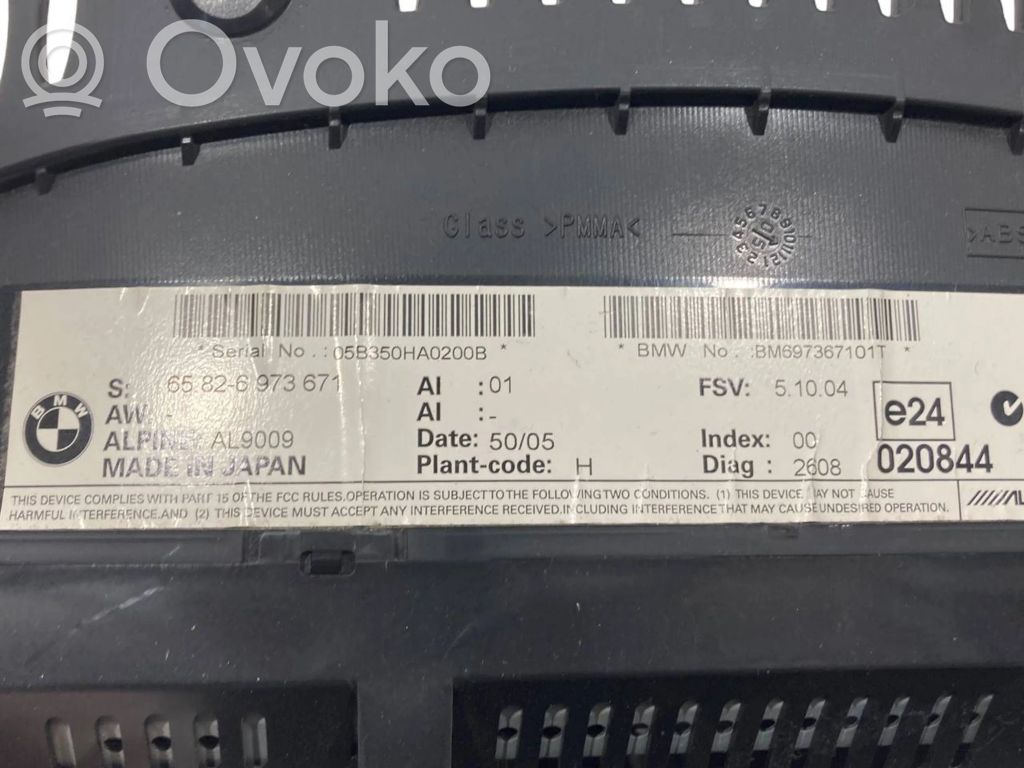 Ovoko
Glass >PMMA<
>ABS
* Serial No.:05B350HA0200B *
* BMW No.:BM697367101T *
S: 65.82-6 973 671
AW: -
ALPINE: AL9009
MADE IN JAPAN
AI :01
AI :-
Date: 50/05
Plant-code: H
FSV: 5.10.04
Index: 00
Diag : 2608
e24
020844
BMW
THIS DEVICE COMPLIES WITH PART 15 OF THE FCC RULES.OPERATION IS SUBJECT TO THE FOLLOWING TWO CONDITIONS. (1) THIS DEVICE MAY NOT CAUSE
HARMFUL INTERFERENCE.AND (2) THIS DEVICE MUST ACCEPT ANY INTERFERENCE RECEIVED.INCLUDING INTERFERENCE THAT MAY CAUSE UNDESIRED OPERATION.